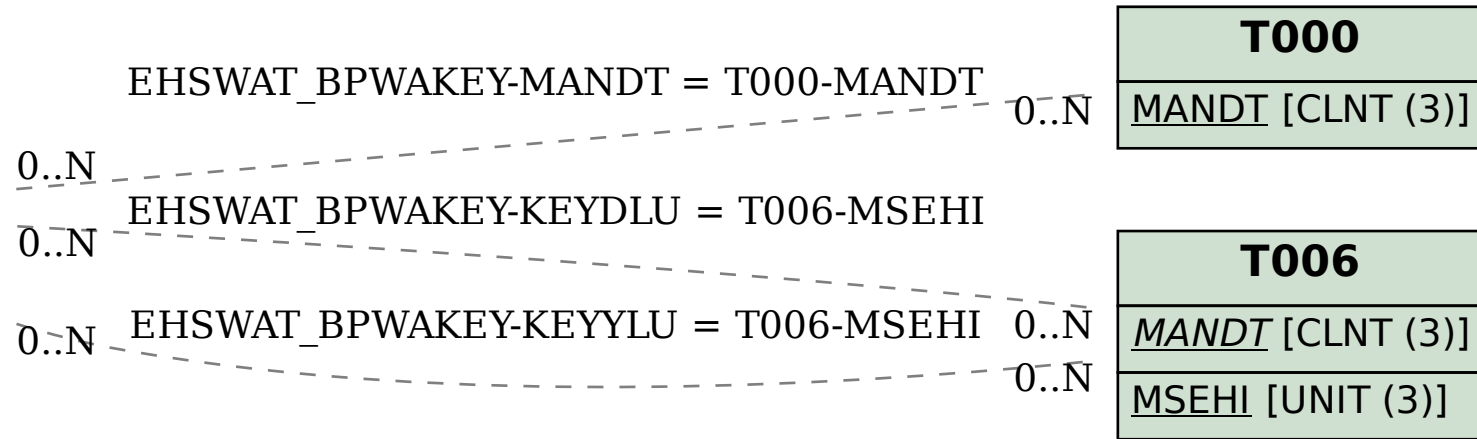 T000
EHSWAT_BPWAKEY-MANDT = T000-MANDT
0..N
MANDT [CLNT (3)]
0..N
EHSWAT_BPWAKEY-KEYDLU = T006-MSEHI
0..N
T006
EHSWAT_BPWAKEY-KEYYLU = T006-MSEHI
0..N
MANDT [CLNT (3)]
0..N
0..N
MSEHI [UNIT (3)]